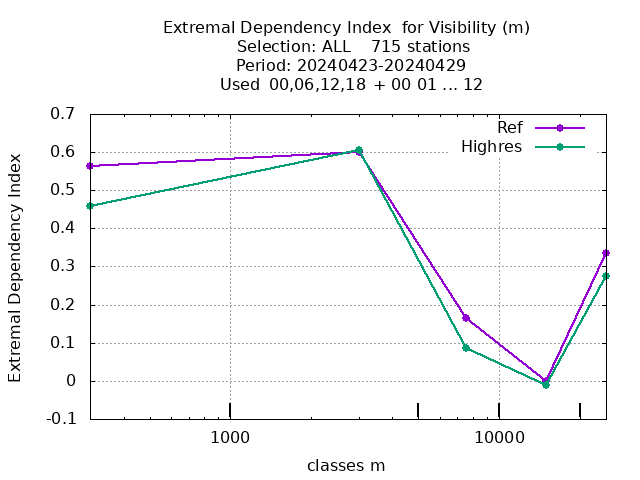 Extremal Dependency Index  for Visibility (m)
Selection: ALL    715 stations
Period: 20240423-20240429
Used  00,06,12,18  + 00 01 ... 12
Ref
Highres
Extremal Dependency Index
0.7
0.6
0.5
0.4
0.3
0.2
0.1
0
-0.1
1000
10000
classes m